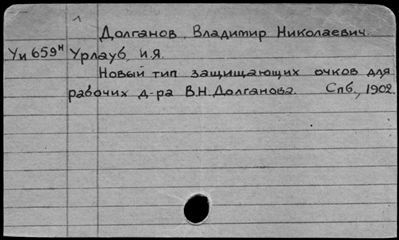 Долганов Владимир Николаевич.
Уи 659н Урлауб, И.Я.
Новый тип защищающих очков для
рабочих д-ра В.Н. Долганова. Спб., 1902.